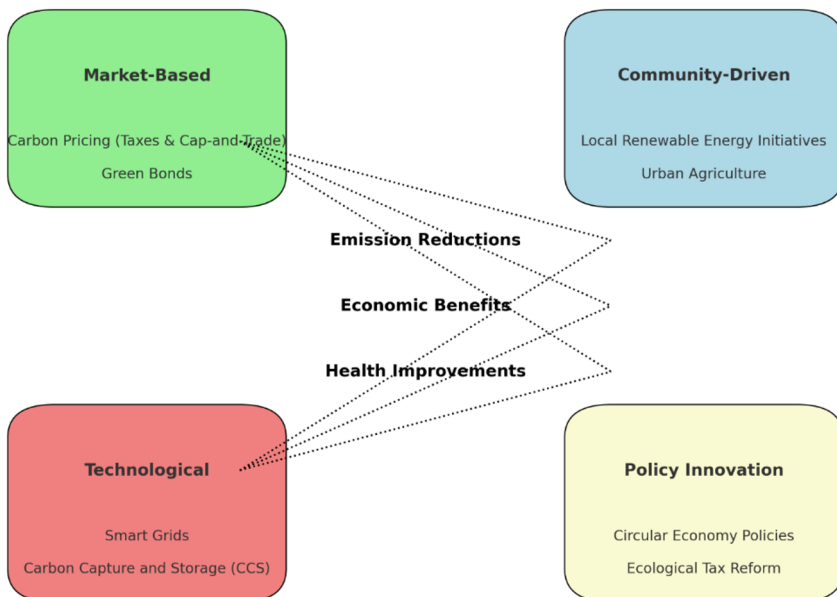 Market-Based
Carbon Pricing (Taxes & Cap-and-Trade)
Green Bonds
Community-Driven
Local Renewable Energy Initiatives
Urban Agriculture
Emission Reductions
Economic Benefits
Health Improvements
Technological
Smart Grids
Carbon Capture and Storage (CCS)
Policy Innovation
Circular Economy Policies
Ecological Tax Reform